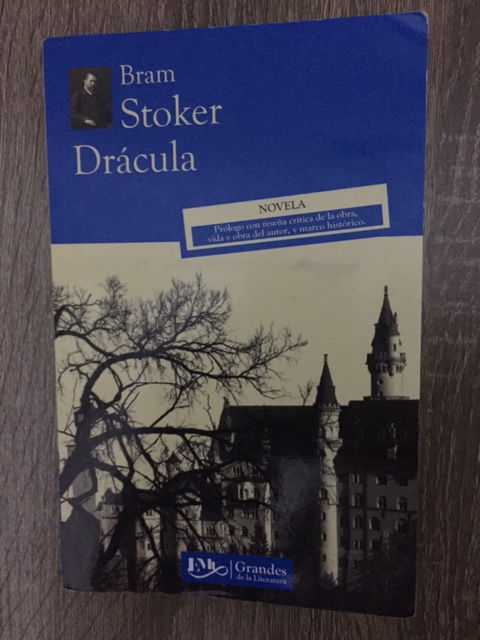 Bram
Stoker
Drácula
NOVELA
Prólogo con reseña crítica de la obra,
vida y obra del autor, y marco histórico.
EMU
Grandes
de la Literatura